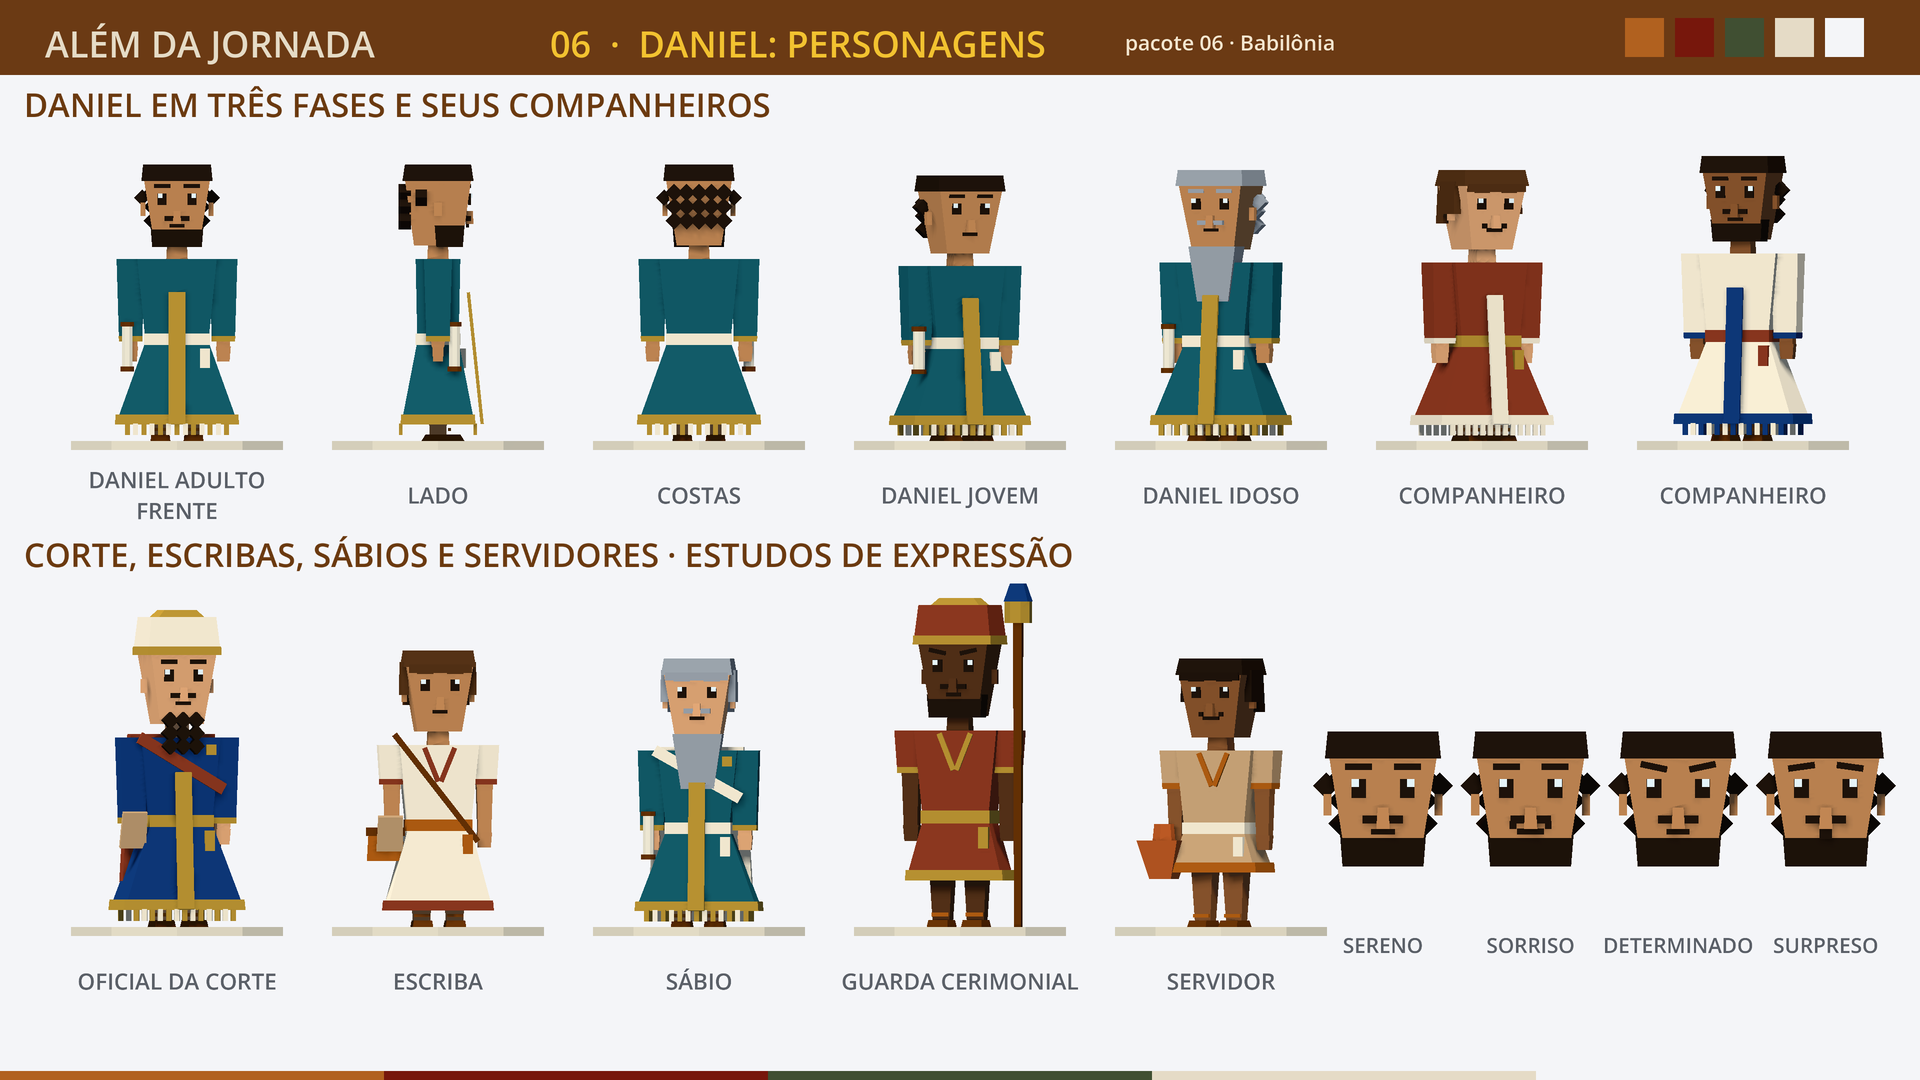 ALÉM DA JORNADA
06 · DANIEL: PERSONAGENS
pacote 06 · Babilônia
DANIEL EM TRÊS FASES E SEUS COMPANHEIROS
DANIEL ADULTO
FRENTE
LADO
COSTAS
DANIEL JOVEM
DANIEL IDOSO
COMPANHEIRO
COMPANHEIRO
CORTE, ESCRIBAS, SÁBIOS E SERVIDORES · ESTUDOS DE EXPRESSÃO
OFICIAL DA CORTE
ESCRIBA
SÁBIO
GUARDA CERIMONIAL
SERVIDOR
SERENO
SORRISO
DETERMINADO
SURPRESO